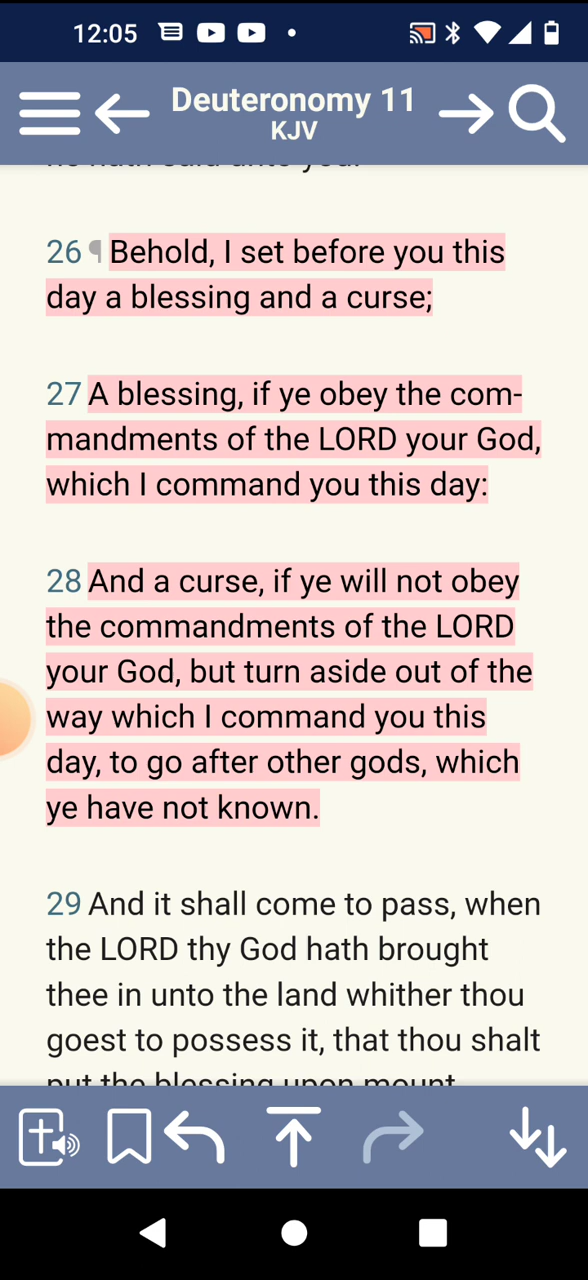 12:05
Deuteronomy 11
KJV
26 ¶ Behold, I set before you this
day a blessing and a curse;
27 A blessing, if ye obey the com-
mandments of the LORD your God,
which I command you this day:
28 And a curse, if ye will not obey
the commandments of the LORD
your God, but turn aside out of the
way which I command you this
day, to go after other gods, which
ye have not known.
29 And it shall come to pass, when
the LORD thy God hath brought
thee in unto the land whither thou
goest to possess it, that thou shalt
put the blessing upon mount